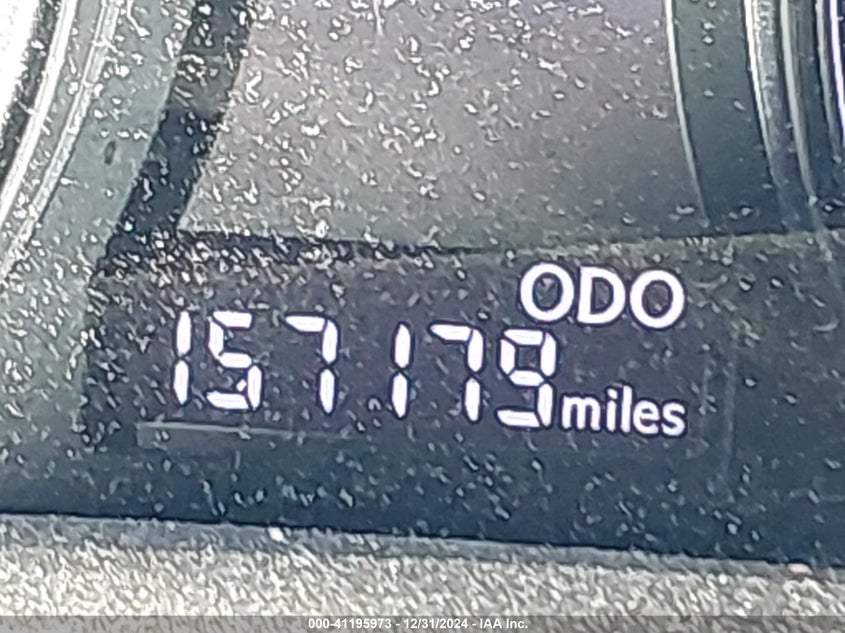 ODO
157179 miles
000-41195973 - 12/31/2024 - IAA Inc.